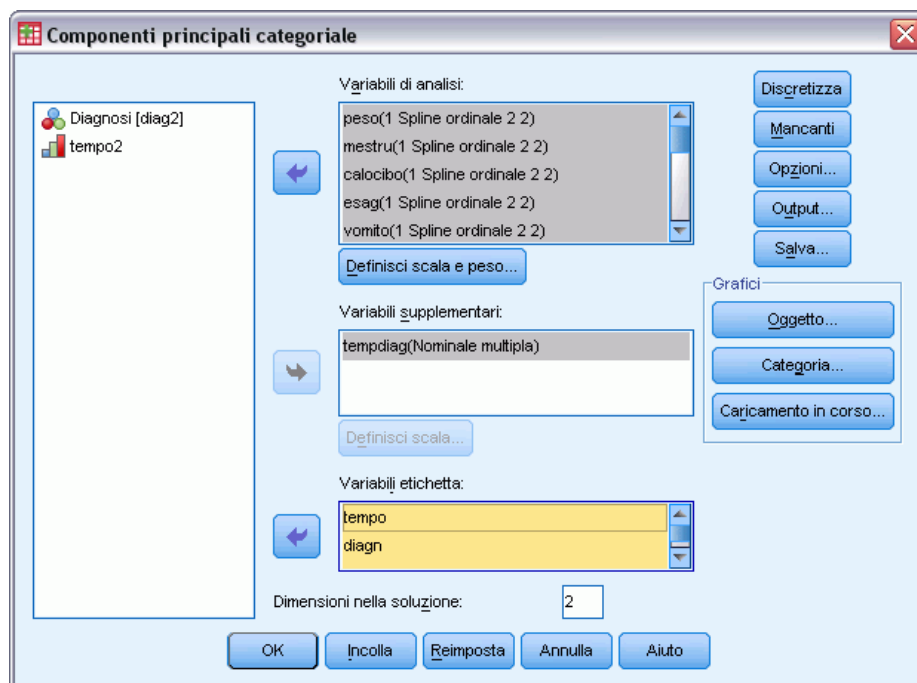 Componenti principali categoriale
Diagnosi [diag2]
tempo2
Variabili di analisi:
peso(1 Spline ordinale 2 2)
mestru(1 Spline ordinale 2 2)
calocibo(1 Spline ordinale 2 2)
esag(1 Spline ordinale 2 2)
vomito(1 Spline ordinale 2 2)
Definisci scala e peso...
Variabili supplementari:
tempdiag(Nominale multipla)
Definisci scala...
Variabili etichetta:
tempo
diagn
Dimensioni nella soluzione:
2
Discretizza
Mancanti
Opzioni...
Output...
Salva...
Grafici
Oggetto...
Categoria...
Caricamento in corso...
OK
Incolla
Reimposta
Annulla
Aiuto